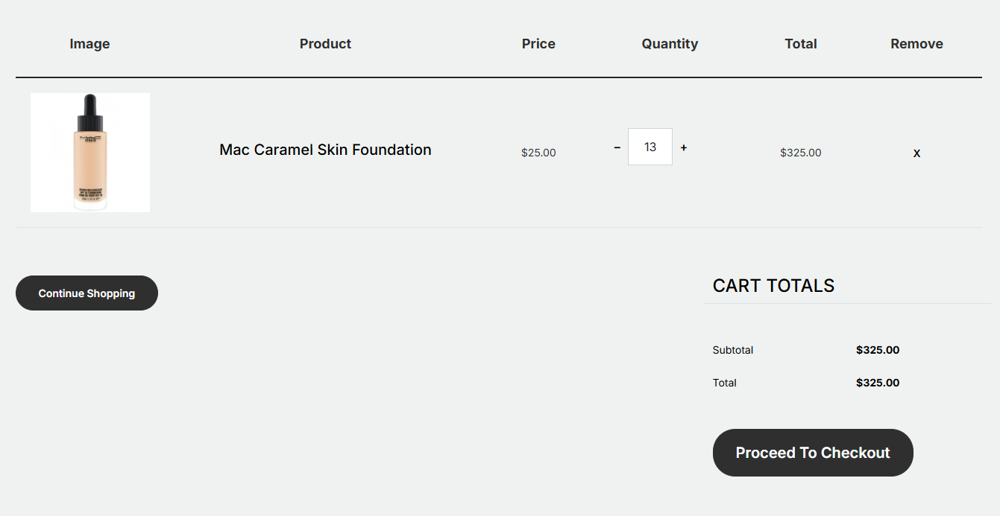 Image Product Price Quantity Total Remove
Mac Caramel Skin Foundation $25.00 − 13 + $325.00 X
Continue Shopping
CART TOTALS
Subtotal $325.00
Total $325.00
Proceed To Checkout